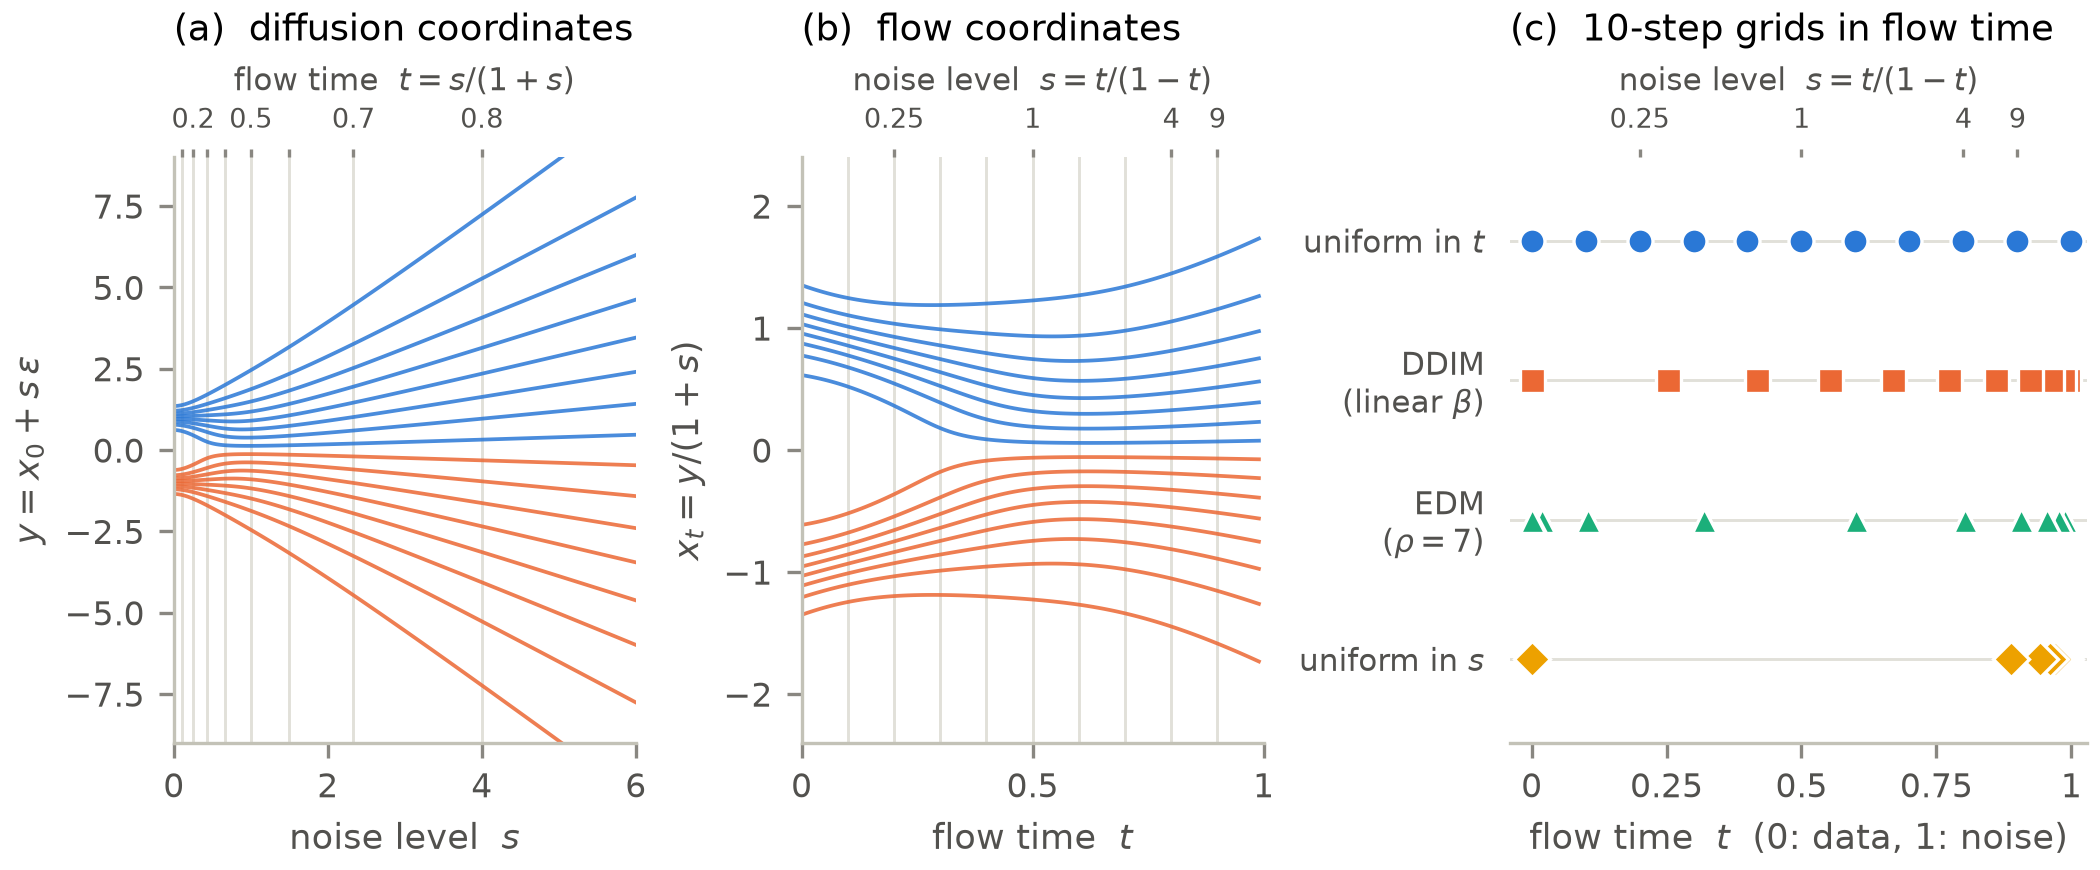 (a) diffusion coordinates
flow time t = s/(1 + s)
0.2 0.5 0.7 0.8
7.5
5.0
2.5
0.0
−2.5
−5.0
−7.5
y = x₀ + s ε
0 2 4 6
noise level s
(b) flow coordinates
noise level s = t/(1 − t)
0.25 1 4 9
2
1
0
−1
−2
xₜ = y/(1 + s)
0 0.5 1
flow time t
(c) 10-step grids in flow time
noise level s = t/(1 − t)
0.25 1 4 9
uniform in t
DDIM
(linear β)
EDM
(ρ = 7)
uniform in s
0 0.25 0.5 0.75 1
flow time t (0: data, 1: noise)